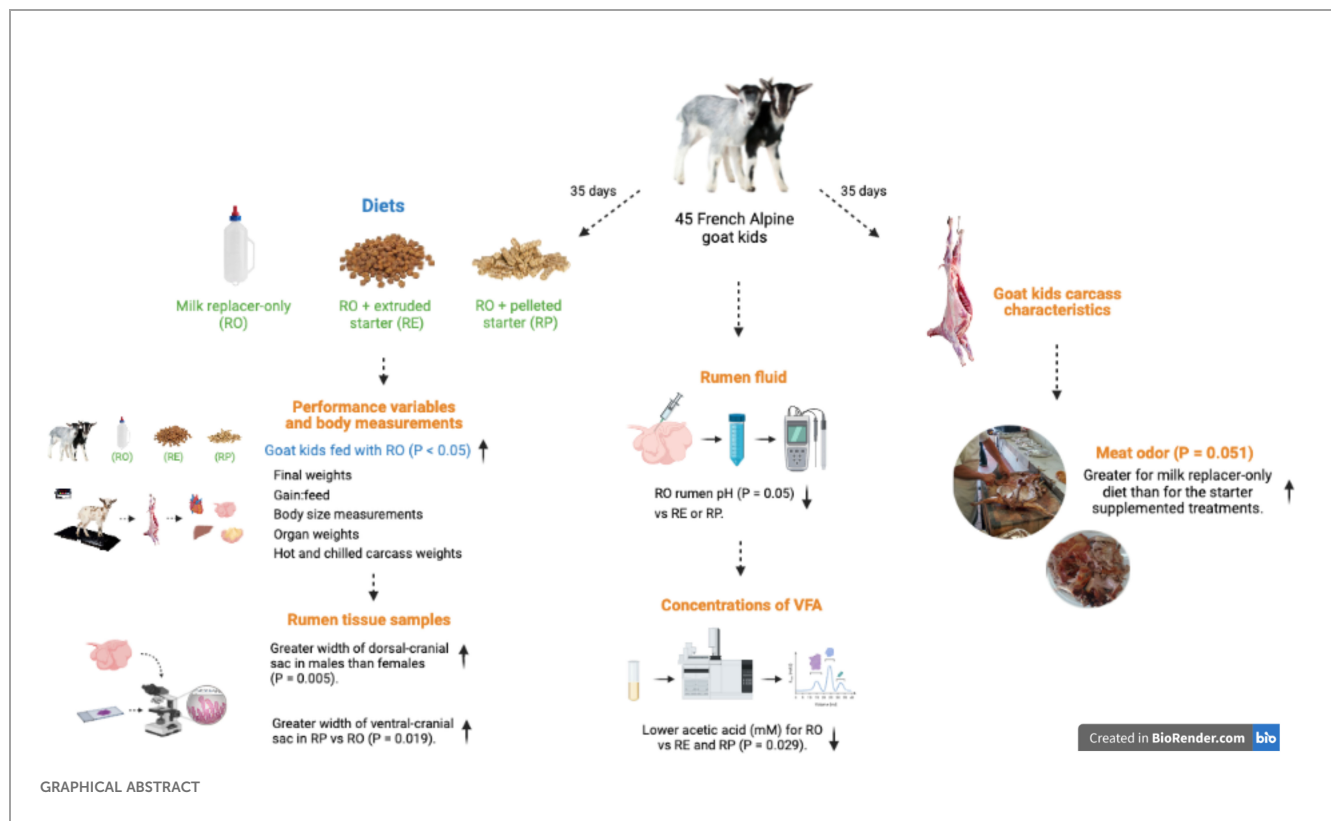 35 days
35 days
Diets
45 French Alpine
goat kids
Milk replacer-only
(RO)
RO + extruded
starter (RE)
RO + pelleted
starter (RP)
Goat kids carcass
characteristics
Performance variables
and body measurements
Goat kids fed with RO (P < 0.05)
Final weights
Gain:feed
Body size measurements
Organ weights
Hot and chilled carcass weights
(RO)
(RE)
(RP)
Rumen tissue samples
Greater width of dorsal-cranial
sac in males than females
(P = 0.005).
Greater width of ventral-cranial
sac in RP vs RO (P = 0.019).
Rumen fluid
RO rumen pH (P = 0.05)
vs RE or RP.
Concentrations of VFA
Lower acetic acid (mM) for RO
vs RE and RP (P = 0.029).
Meat odor (P = 0.051)
Greater for milk replacer-only
diet than for the starter
supplemented treatments.
Created in BioRender.com bio
GRAPHICAL ABSTRACT